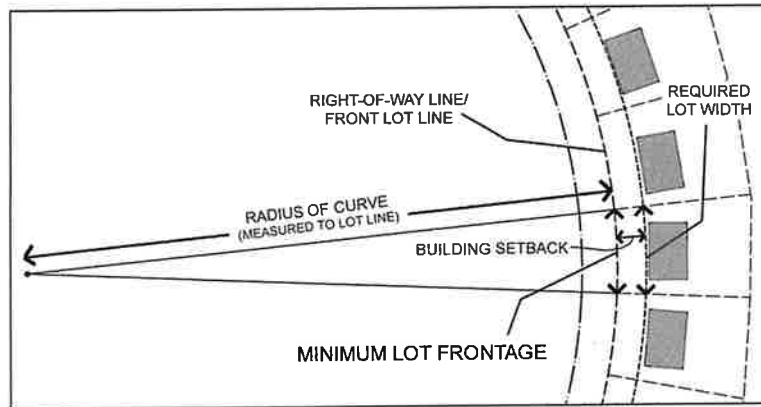 RIGHT-OF-WAY LINE/
FRONT LOT LINE
REQUIRED
LOT WIDTH
RADIUS OF CURVE
(MEASURED TO LOT LINE)
BUILDING SETBACK
MINIMUM LOT FRONTAGE